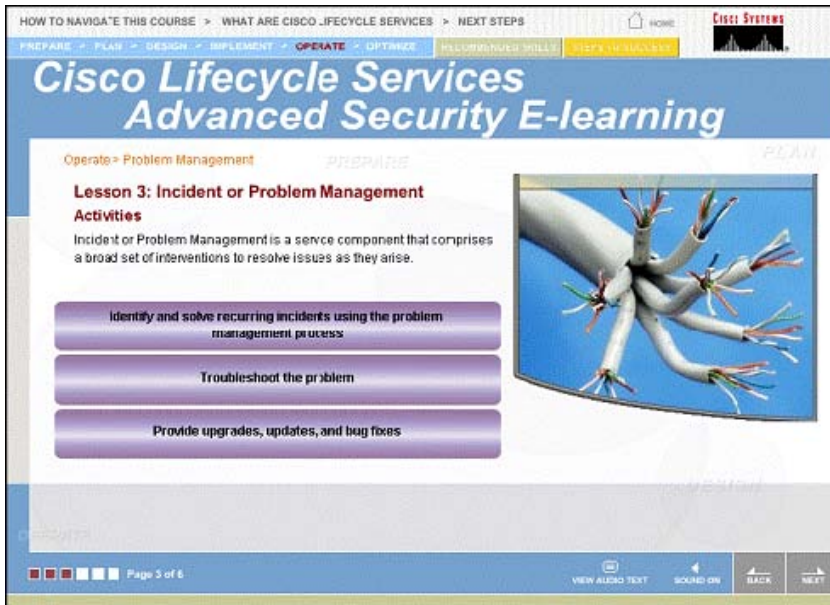 HOW TO NAVIGATE THIS COURSE > WHAT ARE CISCO LIFECYCLE SERVICES > NEXT STEPS
HOME
CISCO SYSTEMS
PREPARE PLAN DESIGN IMPLEMENT OPERATE OPTIMIZE RECOMMENDED SKILLS STEPS TO SUCCESS
Cisco Lifecycle Services
Advanced Security E-learning
Operate > Problem Management
PREPARE
PLAN
Lesson 3: Incident or Problem Management
Activities
Incident or Problem Management is a service component that comprises
a broad set of interventions to resolve issues as they arise.
Identify and solve recurring incidents using the problem
management process
Troubleshoot the problem
Provide upgrades, updates, and bug fixes
DESIGN
OPERATE
Page 3 of 6
VIEW AUDIO TEXT
SOUND ON
BACK
NEXT